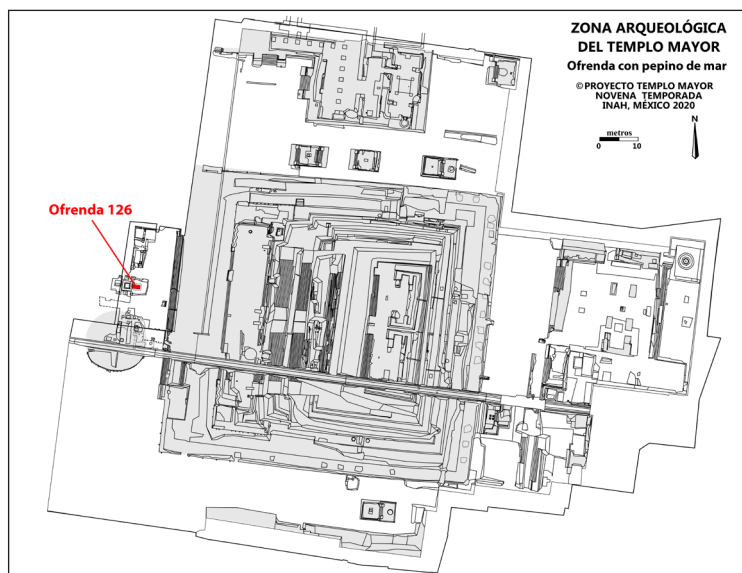 ZONA ARQUEOLÓGICA
DEL TEMPLO MAYOR
Ofrenda con pepino de mar
© PROYECTO TEMPLO MAYOR
NOVENA TEMPORADA
INAH, MÉXICO 2020
metros
0 10
N
Ofrenda 126